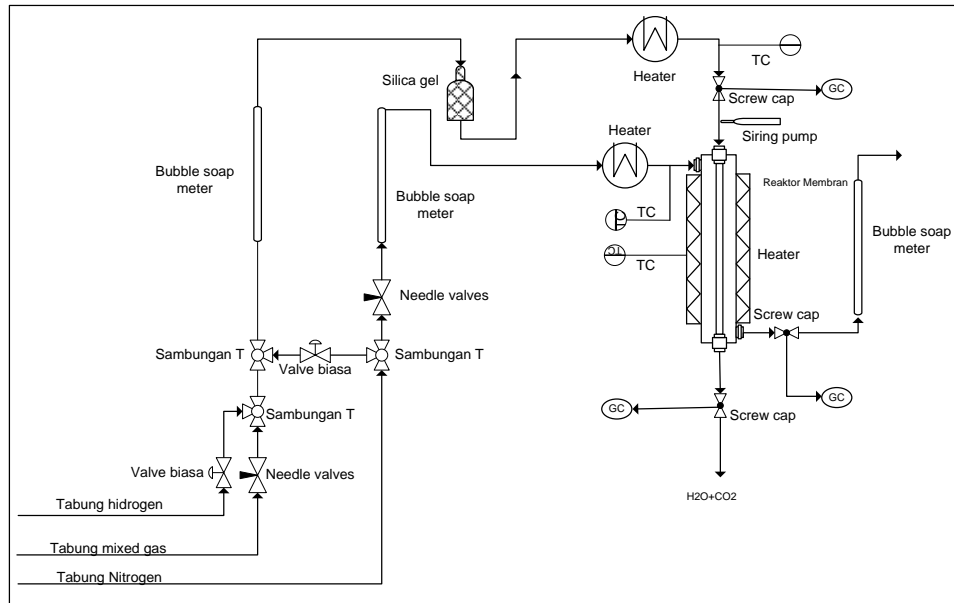 Heater
TC
Silica gel
GC
Screw cap
Siring pump
Heater
Bubble soap
meter
Bubble soap
meter
Reaktor Membran
TC
Bubble soap
meter
TC
TC
Heater
Needle valves
Screw cap
Sambungan T
Valve biasa
Sambungan T
GC
GC
Sambungan T
Screw cap
Valve biasa
Needle valves
H2O+CO2
Tabung hidrogen
Tabung mixed gas
Tabung Nitrogen